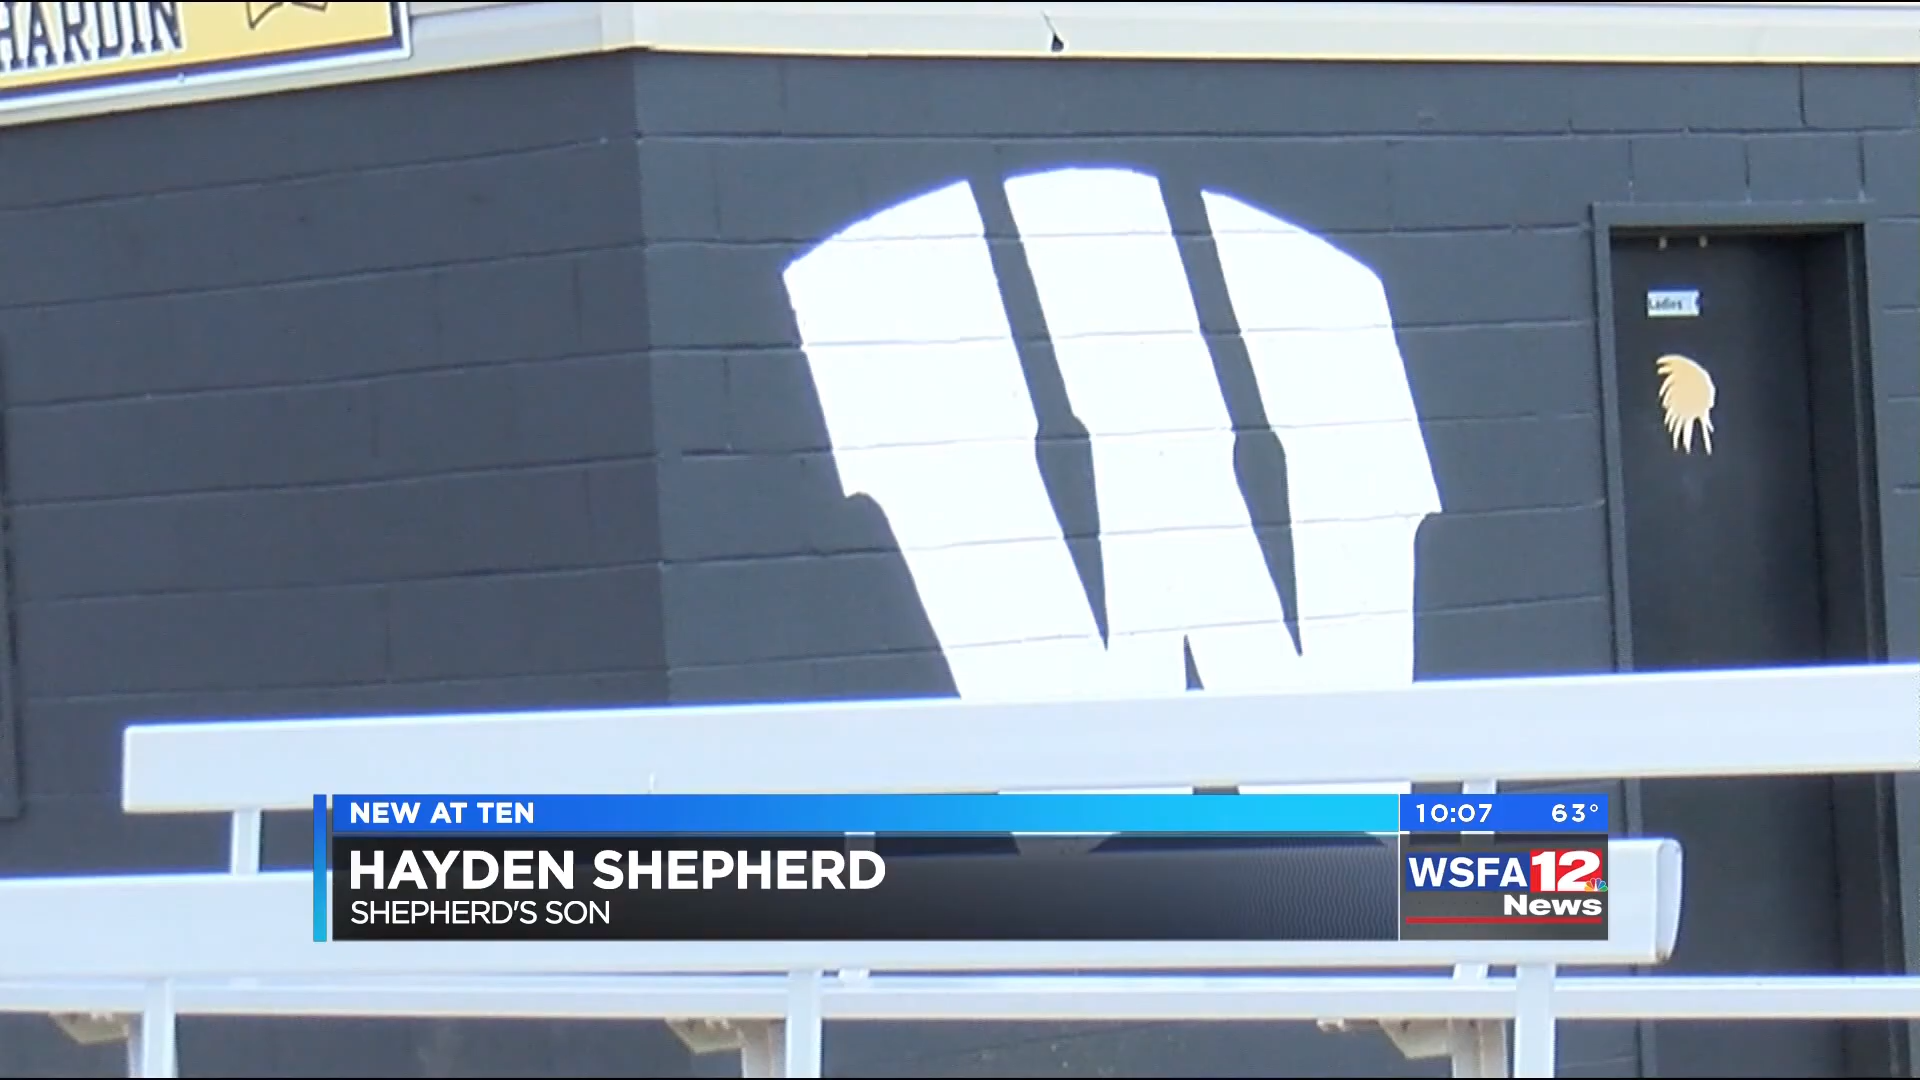 HARDIN
Ladies
W
NEW AT TEN
10:07 63°
HAYDEN SHEPHERD
SHEPHERD'S SON
WSFA 12
News